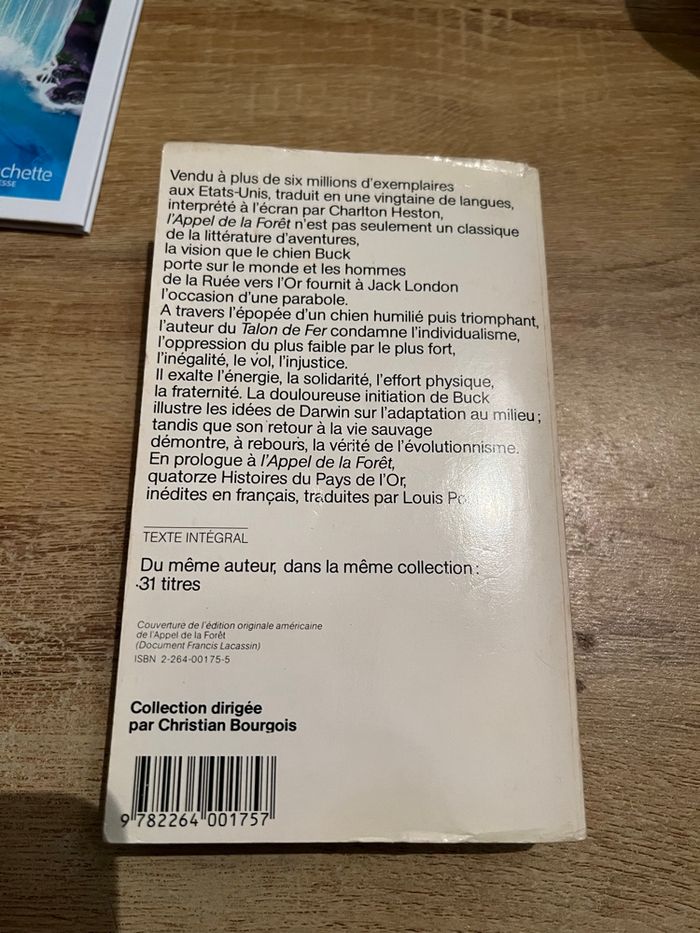 chette
ESSE
Vendu à plus de six millions d'exemplaires
aux Etats-Unis, traduit en une vingtaine de langues,
interprété à l'écran par Charlton Heston,
l'Appel de la Forêt n'est pas seulement un classique
de la littérature d'aventures,
la vision que le chien Buck
porte sur le monde et les hommes
de la Ruée vers l'Or fournit à Jack London
l'occasion d'une parabole.
A travers l'épopée d'un chien humilié puis triomphant,
l'auteur du Talon de Fer condamne l'individualisme,
l'oppression du plus faible par le plus fort,
l'inégalité, le vol, l'injustice.
Il exalte l'énergie, la solidarité, l'effort physique,
la fraternité. La douloureuse initiation de Buck
illustre les idées de Darwin sur l'adaptation au milieu ;
tandis que son retour à la vie sauvage
démontre, à rebours, la vérité de l'évolutionnisme.
En prologue à l'Appel de la Forêt,
quatorze Histoires du Pays de l'Or,
inédites en français, traduites par Louis
TEXTE INTÉGRAL
Du même auteur, dans la même collection :
31 titres
Couverture de l'édition originale américaine
de l'Appel de la Forêt
(Document Francis Lacassin)
ISBN 2-264-00175-5
Collection dirigée
par Christian Bourgois
9 782264 001757